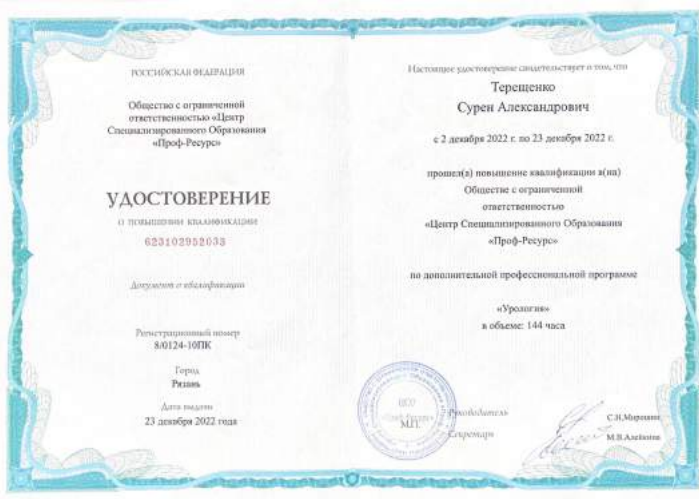 РОССИЙСКАЯ ФЕДЕРАЦИЯ
Общество с ограниченной
ответственностью «Центр
Специализированного Образования
«Проф-Ресурс»
УДОСТОВЕРЕНИЕ
О ПОВЫШЕНИИ КВАЛИФИКАЦИИ
623102952033
Документ о квалификации
Регистрационный номер
8/0124-10ПК
Город
Рязань
Дата выдачи
23 декабря 2022 года
Настоящее удостоверение свидетельствует о том, что
Терещенко
Сурен Александрович
с 2 декабря 2022 г. по 23 декабря 2022 г.
прошел(а) повышение квалификации в(на)
Обществе с ограниченной
ответственностью
«Центр Специализированного Образования
«Проф-Ресурс»
по дополнительной профессиональной программе
«Урология»
в объеме: 144 часа
М.П.
Руководитель
С.Н.
Секретарь
М.В.